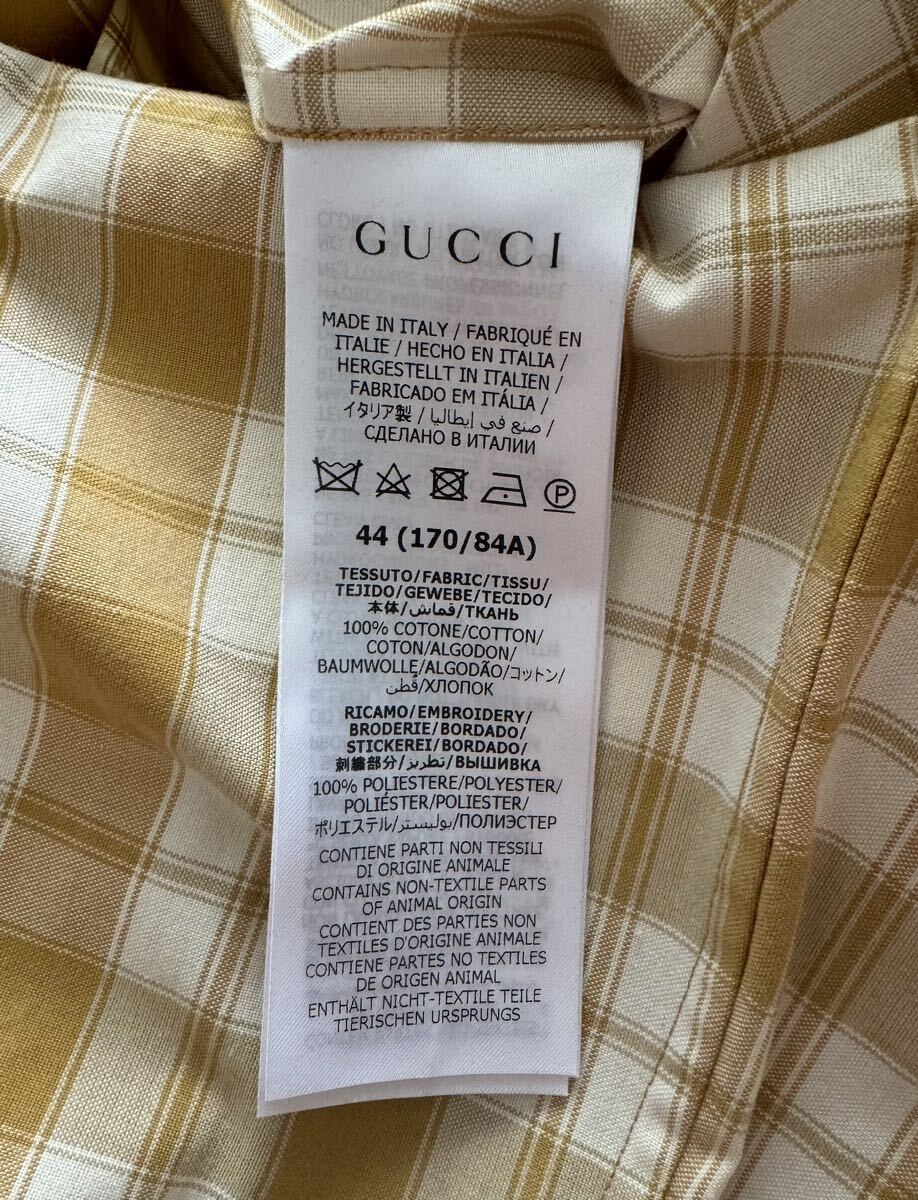 GUCCI
MADE IN ITALY / FABRIQUÉ EN
ITALIE / HECHO EN ITALIA /
HERGESTELLT IN ITALIEN /
FABRICADO EM ITÁLIA /
イタリア製 / صنع في إيطاليا /
СДЕЛАНО В ИТАЛИИ
P
44 (170/84A)
TESSUTO/FABRIC/TISSU/
TEJIDO/GEWEBE/TECIDO/
本体/قماش/ТКАНЬ
100% COTONE/COTTON/
COTON/ALGODON/
BAUMWOLLE/ALGODÃO/コットン/
قطن/ХЛОПОК
RICAMO/EMBROIDERY/
BRODERIE/BORDADO/
STICKEREI/BORDADO/
刺繍部分/تطريز/ВЫШИВКА
100% POLIESTERE/POLYESTER/
POLIÉSTER/POLIESTER/
ポリエステル/بوليستر/ПОЛИЭСТЕР
CONTIENE PARTI NON TESSILI
DI ORIGINE ANIMALE
CONTAINS NON-TEXTILE PARTS
OF ANIMAL ORIGIN
CONTIENT DES PARTIES NON
TEXTILES D'ORIGINE ANIMALE
CONTIENE PARTES NO TEXTILES
DE ORIGEN ANIMAL
ENTHÄLT NICHT-TEXTILE TEILE
TIERISCHEN URSPRUNGS